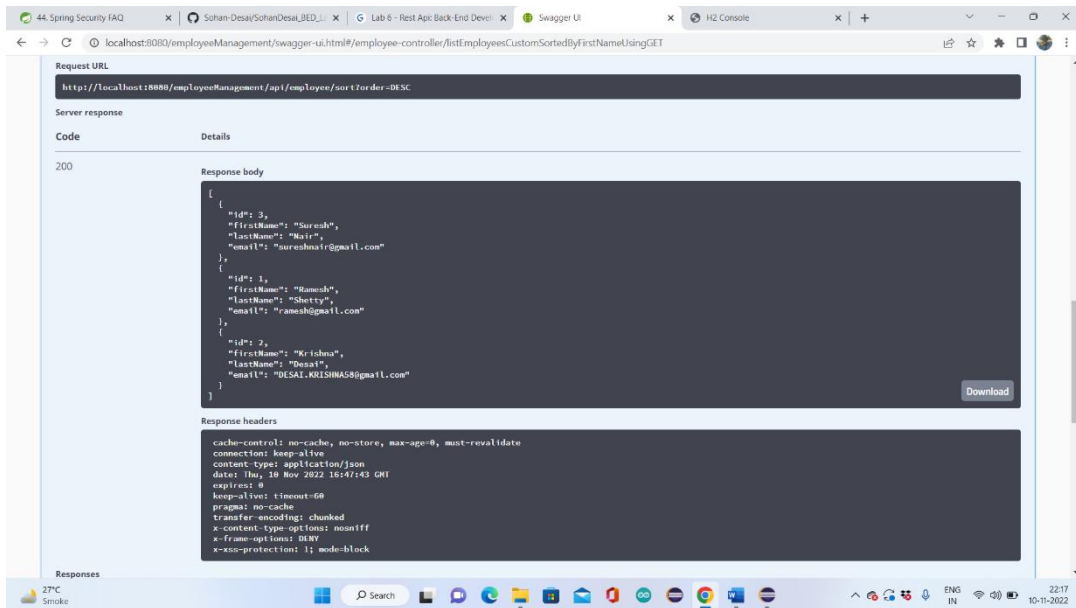 44. Spring Security FAQ
Sohan-Desai/SohanDesai_BED_L
Lab 6 - Rest Api: Back-End Devel
Swagger UI
H2 Console
localhost:8080/employeeManagement/swagger-ui.html#/employee-controller/listEmployeesCustomSortedByFirstNameUsingGET
Request URL
http://localhost:8080/employeeManagement/api/employee/sort?order=DESC
Server response
Code Details
200
Response body
[
{
"id": 3,
"firstName": "Suresh",
"lastName": "Nair",
"email": "sureshnair@gmail.com"
},
{
"id": 1,
"firstName": "Ramesh",
"lastName": "Shetty",
"email": "ramesh@gmail.com"
},
{
"id": 2,
"firstName": "Krishna",
"lastName": "Desai",
"email": "DESAI.KRISHNA58@gmail.com"
}
]
Download
Response headers
cache-control: no-cache, no-store, max-age=0, must-revalidate
connection: keep-alive
content-type: application/json
date: Thu, 10 Nov 2022 16:47:43 GMT
expires: 0
keep-alive: timeout=60
pragma: no-cache
transfer-encoding: chunked
x-content-type-options: nosniff
x-frame-options: DENY
x-xss-protection: 1; mode=block
Responses
27°C
Smoke
Search
ENG
IN
22:17
10-11-2022